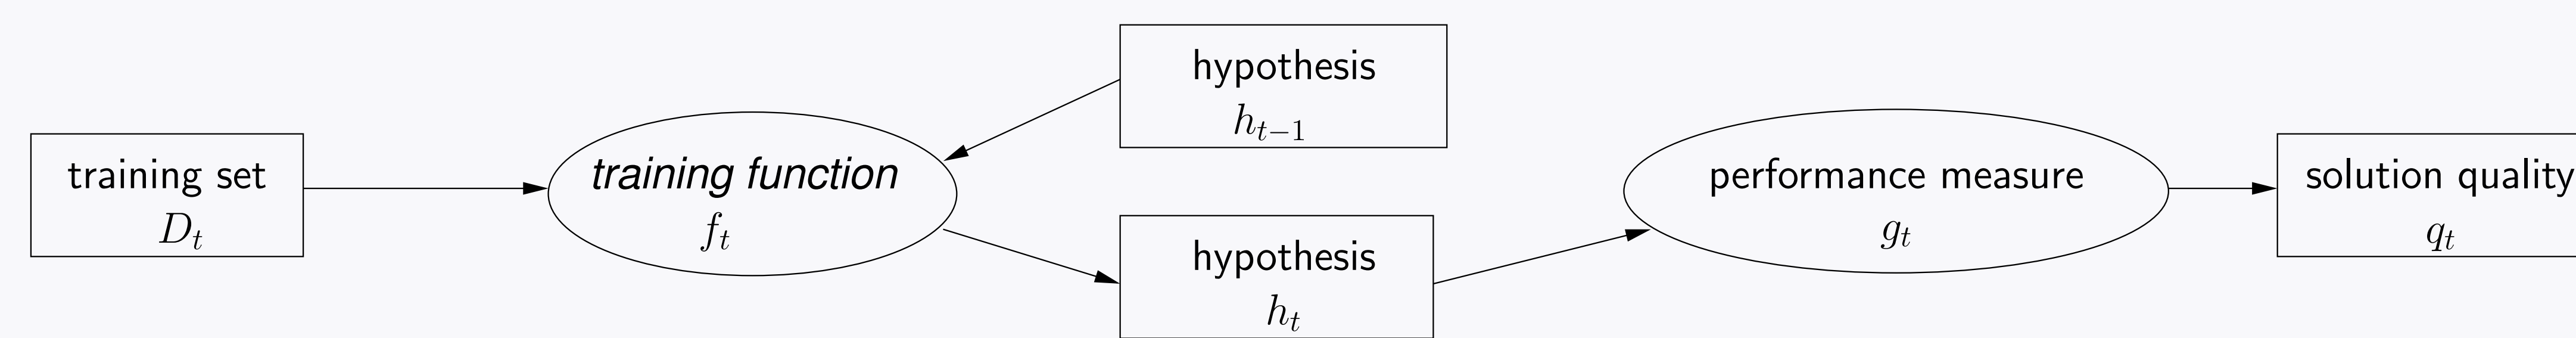 training set
D_t
training function
f_t
hypothesis
h_{t-1}
hypothesis
h_t
performance measure
g_t
solution quality
q_t